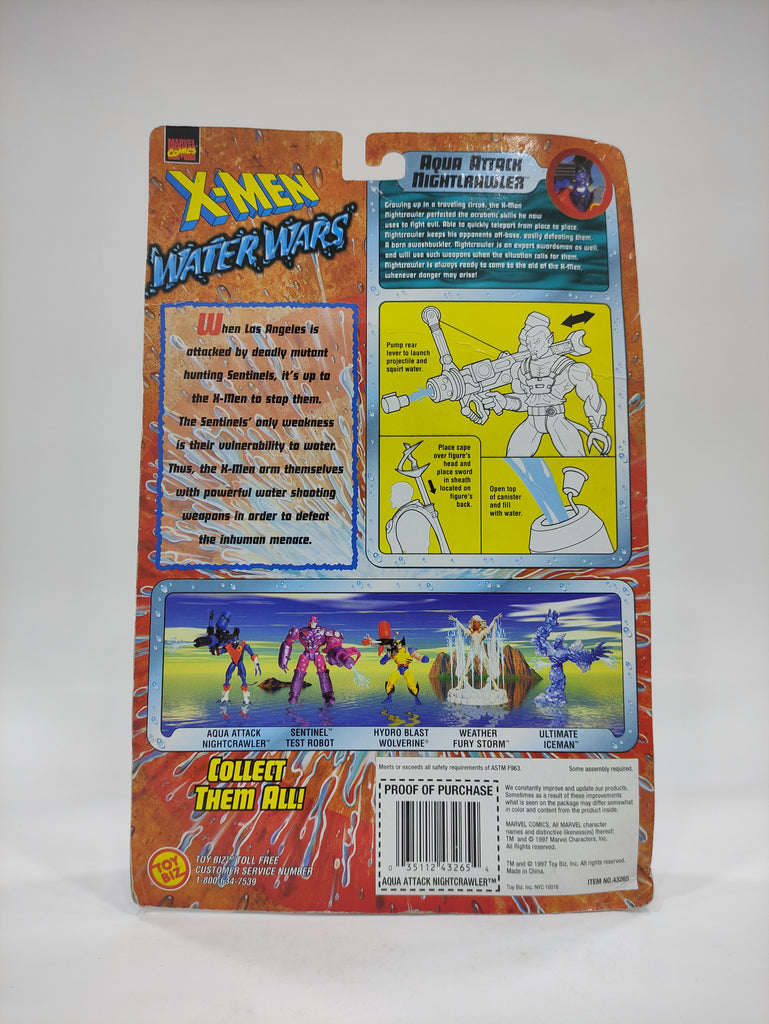 MARVEL
COMICS
X-MEN
WATER WARS
When Los Angeles is
attacked by deadly mutant
hunting Sentinels, it's up to
the X-Men to stop them.
The Sentinels' only weakness
is their vulnerability to water.
Thus, the X-Men arm themselves
with powerful water shooting
weapons in order to defeat
the inhuman menace.
AQUA ATTACK
NIGHTCRAWLER™
Growing up in a traveling circus, the X-Men
Nightcrawler perfected the acrobatic skills he now
uses to fight evil. Able to quickly teleport from place to place,
Nightcrawler keeps his opponents off-base, easily defeating them.
A born swashbuckler, Nightcrawler is an expert swordsman as well,
and will use such weapons when the situation calls for them.
Nightcrawler is always ready to come to the aid of the X-Men,
whenever danger may arise!
Pump rear
lever to launch
projectile and
squirt water.
Place cape
over figure's
head and
place sword
in sheath
located on
figure's
back.
Open top
of canister
and fill
with water.
AQUA ATTACK
NIGHTCRAWLER™
SENTINEL™
TEST ROBOT
HYDRO BLAST
WOLVERINE®
WEATHER
FURY STORM™
ULTIMATE
ICEMAN™
COLLECT
THEM ALL!
TOY
BIZ
TOY BIZ® TOLL FREE
CUSTOMER SERVICE NUMBER
1-800-634-7539
Meets or exceeds all safety requirements of ASTM F963.
Some assembly required.
PROOF OF PURCHASE
0 35112 43265 4
AQUA ATTACK NIGHTCRAWLER™
We constantly improve and update our products.
Sometimes as a result of these improvements
what is seen on the package may differ somewhat
in color and content from the product inside.
MARVEL COMICS, All MARVEL character
names and distinctive likeness(es) thereof:
TM and © 1997 Marvel Characters, Inc.
All Rights Reserved.
TM and © 1997 Toy Biz, Inc. All rights reserved.
Made in China.
Toy Biz, Inc, NYC 10016
ITEM NO.43265